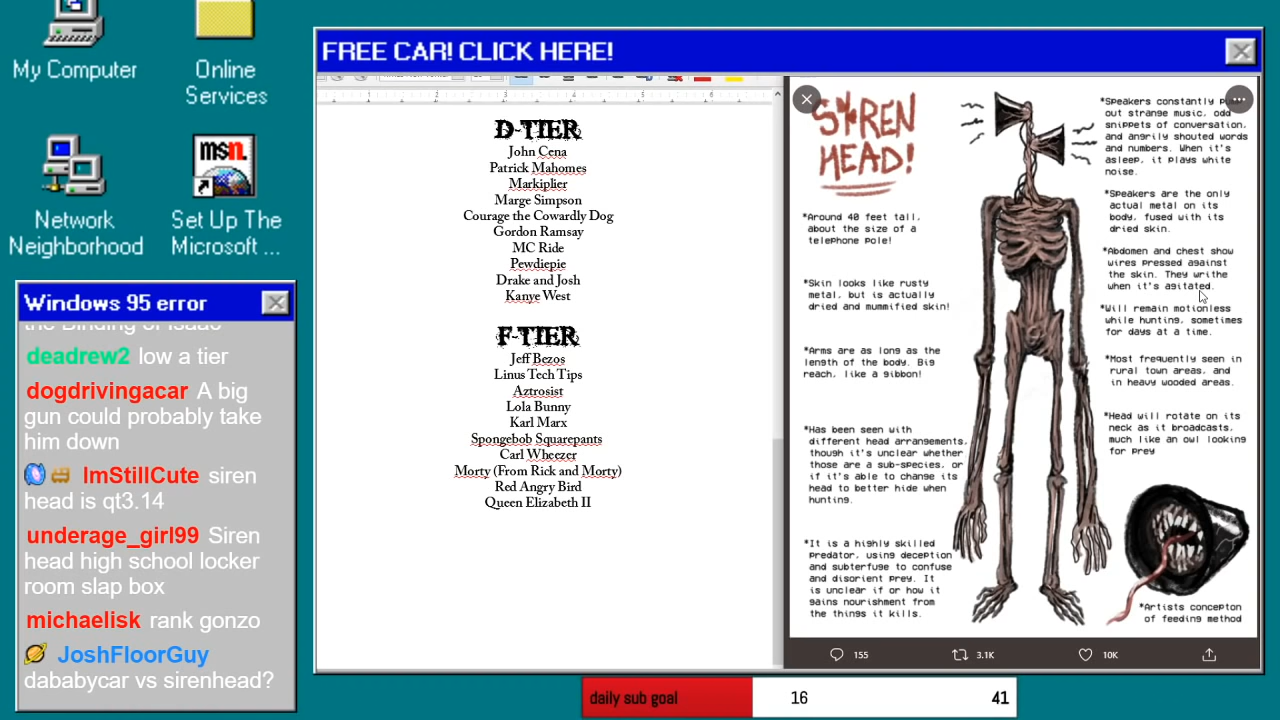 My Computer
Online
Services
Network
Neighborhood
msn.
Set Up The
Microsoft ...
Windows 95 error
the Binding of Isaac
deadrew2 low a tier
dogdrivingacar A big
gun could probably take
him down
ImStillCute siren
head is qt3.14
underage_girl99 Siren
head high school locker
room slap box
michaelisk rank gonzo
JoshFloorGuy
dababycar vs sirenhead?
FREE CAR! CLICK HERE!
1 2 3 4 5 6
D-TIER
John Cena
Patrick Mahomes
Markiplier
Marge Simpson
Courage the Cowardly Dog
Gordon Ramsay
MC Ride
Pewdiepie
Drake and Josh
Kanye West
F-TIER
Jeff Bezos
Linus Tech Tips
Aztrosist
Lola Bunny
Karl Marx
Spongebob Squarepants
Carl Wheezer
Morty (From Rick and Morty)
Red Angry Bird
Queen Elizabeth II
SIREN
HEAD!
*Around 40 feet tall,
about the size of a
telephone pole!
*Skin looks like rusty
metal, but is actually
dried and mummified skin!
*Arms are as long as the
length of the body. Big
reach, like a gibbon!
*Has been seen with
different head arrangements,
though it's unclear whether
those are a sub-species, or
if it's able to change its
head to better hide when
hunting.
*It is a highly skilled
predator, using deception
and subterfuge to confuse
and disorient prey. It
is unclear if or how it
gains nourishment from
the things it kills.
*Speakers constantly pump
out strange music, odd
snippets of conversation,
and angrily shouted words
and numbers. When it's
asleep, it plays white
noise.
*Speakers are the only
actual metal on its
body, fused with its
dried skin.
*Abdomen and chest show
wires pressed against
the skin. They writhe
when it's agitated.
*Will remain motionless
while hunting, sometimes
for days at a time.
*Most frequently seen in
rural town areas, and
in heavy wooded areas.
*Head will rotate on its
neck as it broadcasts,
much like an owl looking
for prey
*Artists concepton
of feeding method
155 3.1K 10K
daily sub goal 16 41